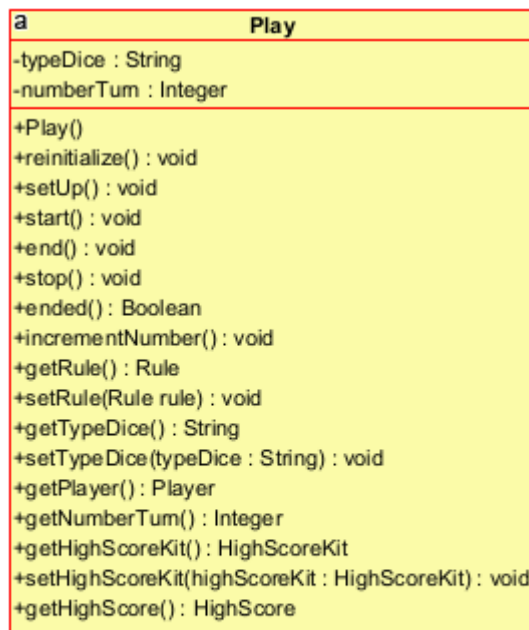 a
Play
-typeDice : String
-numberTurn : Integer
+Play()
+reinitialize() : void
+setUp() : void
+start() : void
+end() : void
+stop() : void
+ended() : Boolean
+incrementNumber() : void
+getRule() : Rule
+setRule(Rule rule) : void
+getTypeDice() : String
+setTypeDice(typeDice : String) : void
+getPlayer() : Player
+getNumberTurn() : Integer
+getHighScoreKit() : HighScoreKit
+setHighScoreKit(highScoreKit : HighScoreKit) : void
+getHighScore() : HighScore